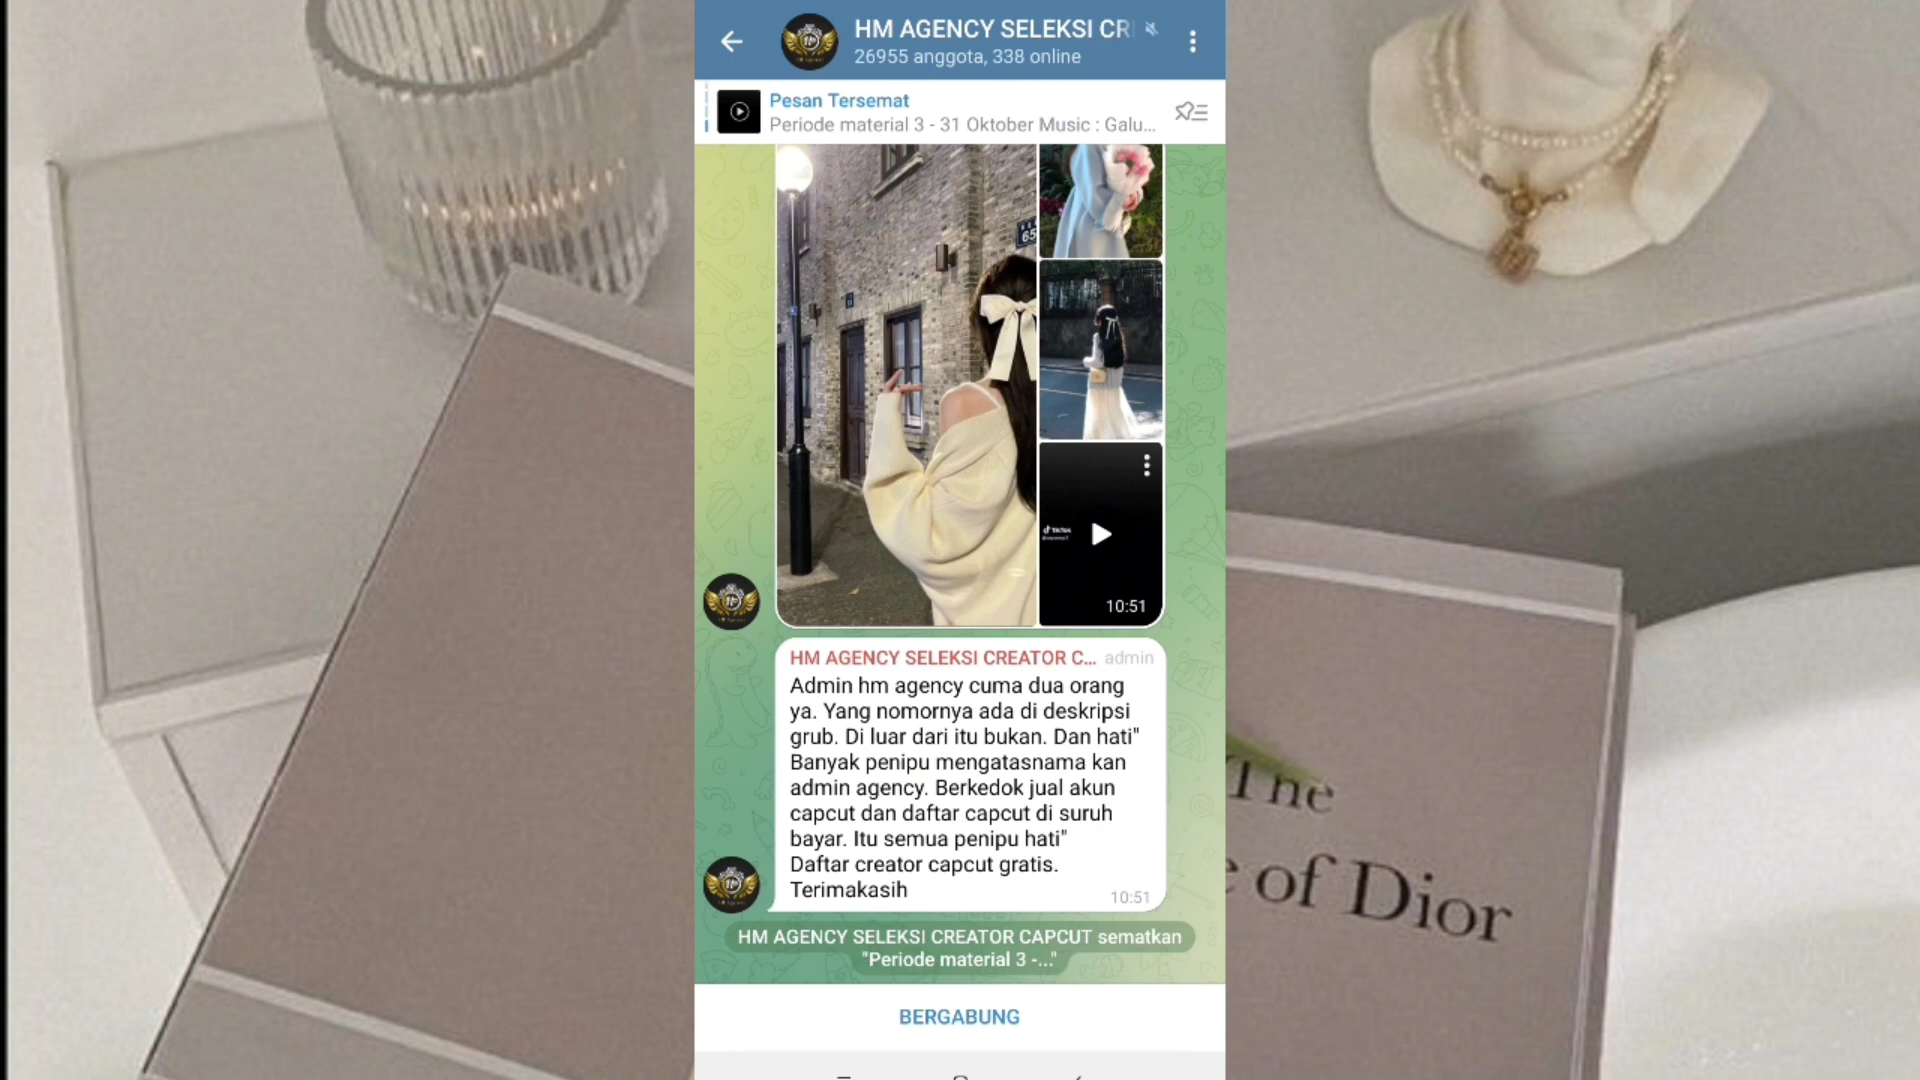 HM AGENCY SELEKSI CR
26955 anggota, 338 online
Pesan Tersemat
Periode material 3 - 31 Oktober Music : Galu...
65
TikTok
10:51
HM AGENCY SELEKSI CREATOR C... admin
Admin hm agency cuma dua orang
ya. Yang nomornya ada di deskripsi
grub. Di luar dari itu bukan. Dan hati"
Banyak penipu mengatasnama kan
admin agency. Berkedok jual akun
capcut dan daftar capcut di suruh
bayar. Itu semua penipu hati"
Daftar creator capcut gratis.
Terimakasih
10:51
HM AGENCY SELEKSI CREATOR CAPCUT sematkan
"Periode material 3 -..."
BERGABUNG
The
of Dior